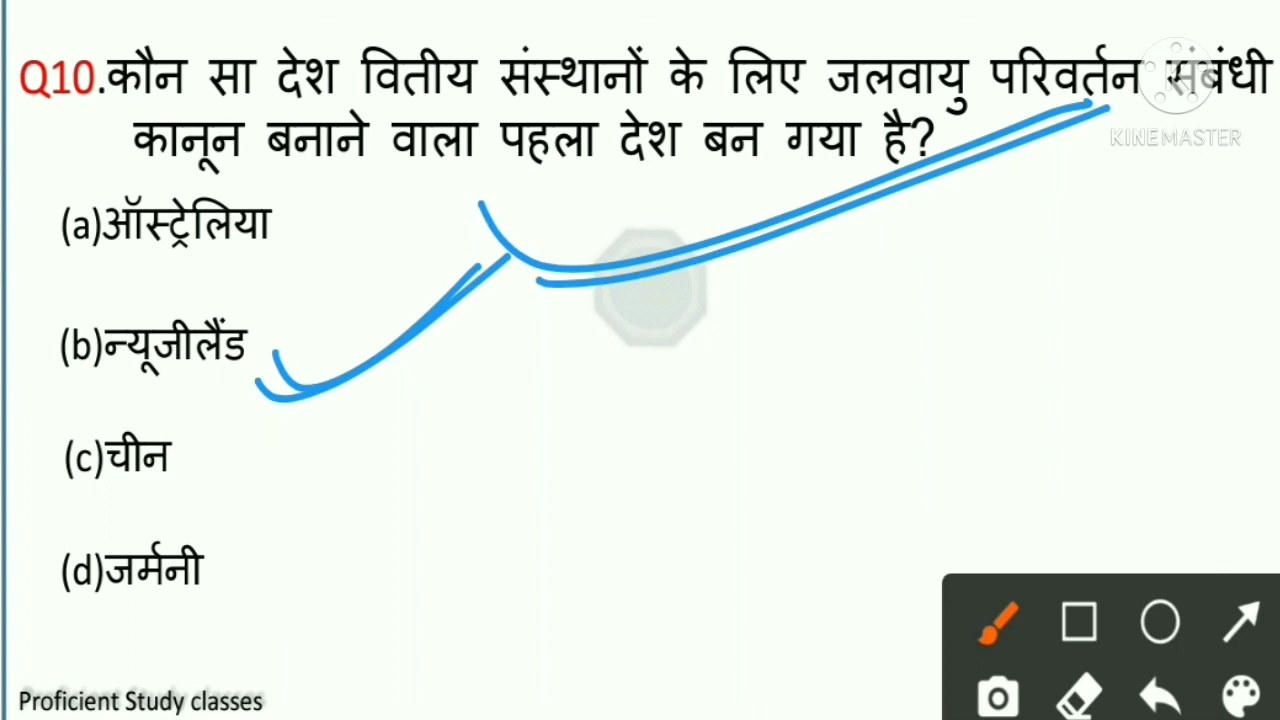 Q10.कौन सा देश वितीय संस्थानों के लिए जलवायु परिवर्तन संबंधी
कानून बनाने वाला पहला देश बन गया है?
KINEMASTER
(a)ऑस्ट्रेलिया
(b)न्यूजीलैंड
(c)चीन
(d)जर्मनी
Proficient Study classes